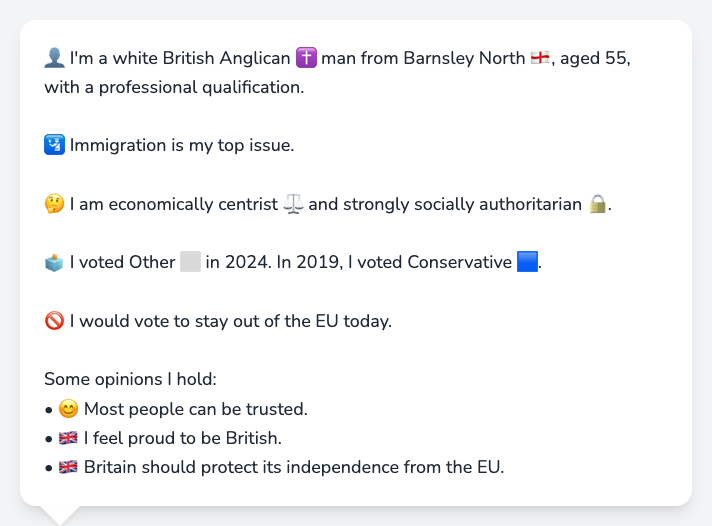 👤 I'm a white British Anglican ✝️ man from Barnsley North 🏴󠁧󠁢󠁥󠁮󠁧󠁿, aged 55,
with a professional qualification.
🛂 Immigration is my top issue.
🤔 I am economically centrist ⚖️ and strongly socially authoritarian 🔒.
🗳️ I voted Other ⬜ in 2024. In 2019, I voted Conservative 🟦.
🚫 I would vote to stay out of the EU today.
Some opinions I hold:
• 😊 Most people can be trusted.
• 🇬🇧 I feel proud to be British.
• 🇬🇧 Britain should protect its independence from the EU.